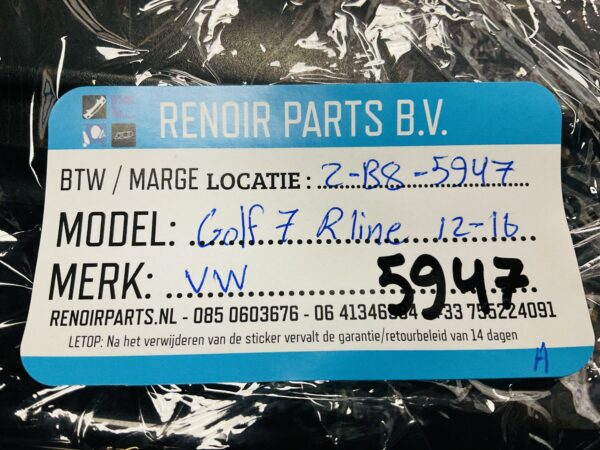 RENOIR PARTS B.V.
BTW / MARGE LOCATIE: 2-B8-5947
MODEL: Golf 7 Rline 12-16
MERK: VW 5947
RENOIRPARTS.NL - 085 0603676 - 06 755224091
LETOP: Na het verwijderen van de sticker vervalt de garantie/retourbeleid van 14 dagen
A